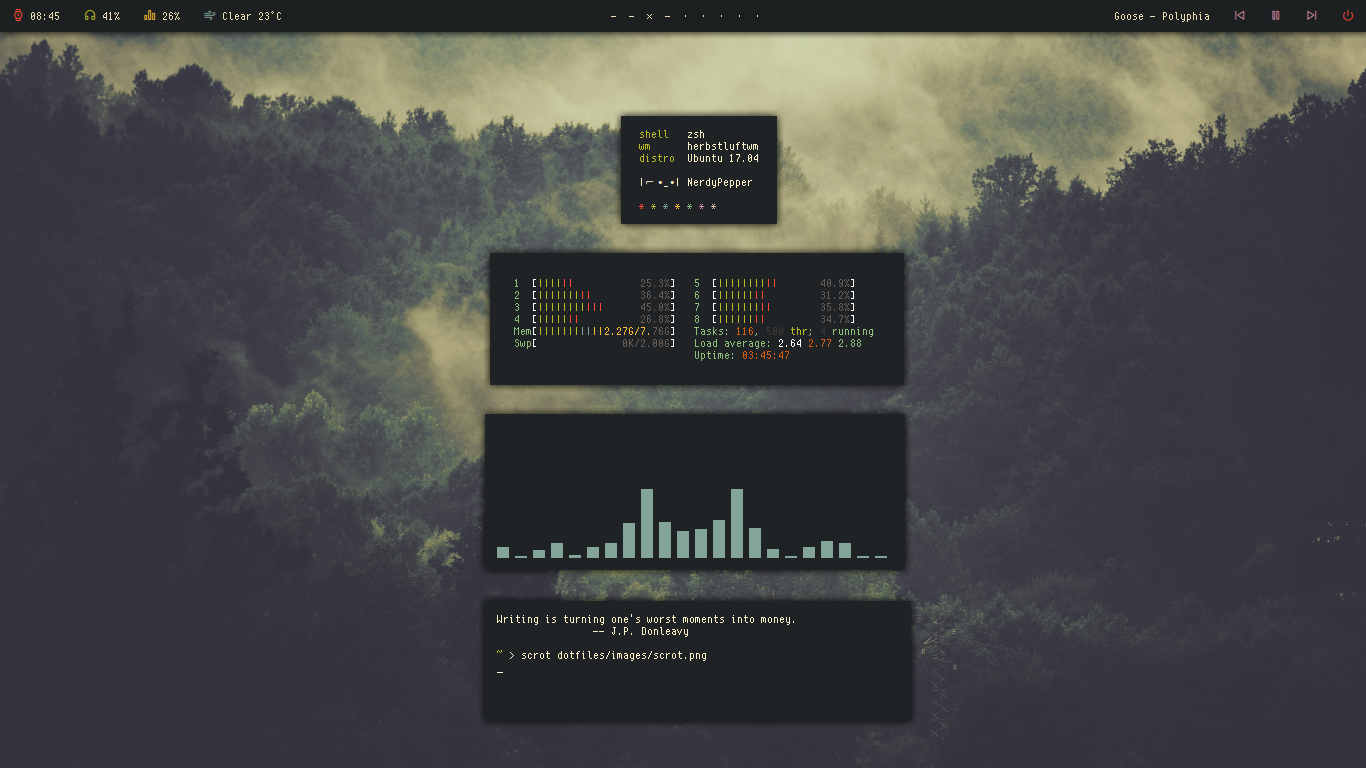 08:45 41% 26% Clear 23°C
- - × - · · · · ·
Goose - Polyphia
shell zsh
wm herbstluftwm
distro Ubuntu 17.04
NerdyPepper
* * * * * * *
1 [||||||25.3%] 5 [||||||||||40.9%]
2 [|||||||||36.4%] 6 [||||||||31.2%]
3 [|||||||||||45.0%] 7 [||||||||35.8%]
4 [|||||||26.8%] 8 [||||||||34.7%]
Mem[|||||||||||2.27G/7.76G] Tasks: 116, 500 thr; 4 running
Swp[0K/2.00G] Load average: 2.64 2.77 2.88
Uptime: 03:45:47
Writing is turning one's worst moments into money.
-- J.P. Donleavy
~ > scrot dotfiles/images/scrot.png
_